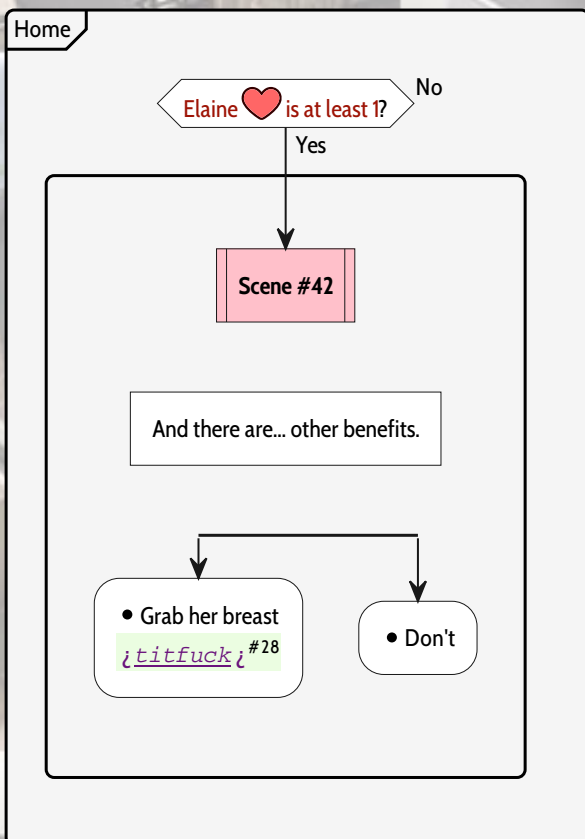 Home
Elaine ❤ is at least 1?
No
Yes
Scene #42
And there are... other benefits.
• Grab her breast
¿titfuck¿#28
• Don't